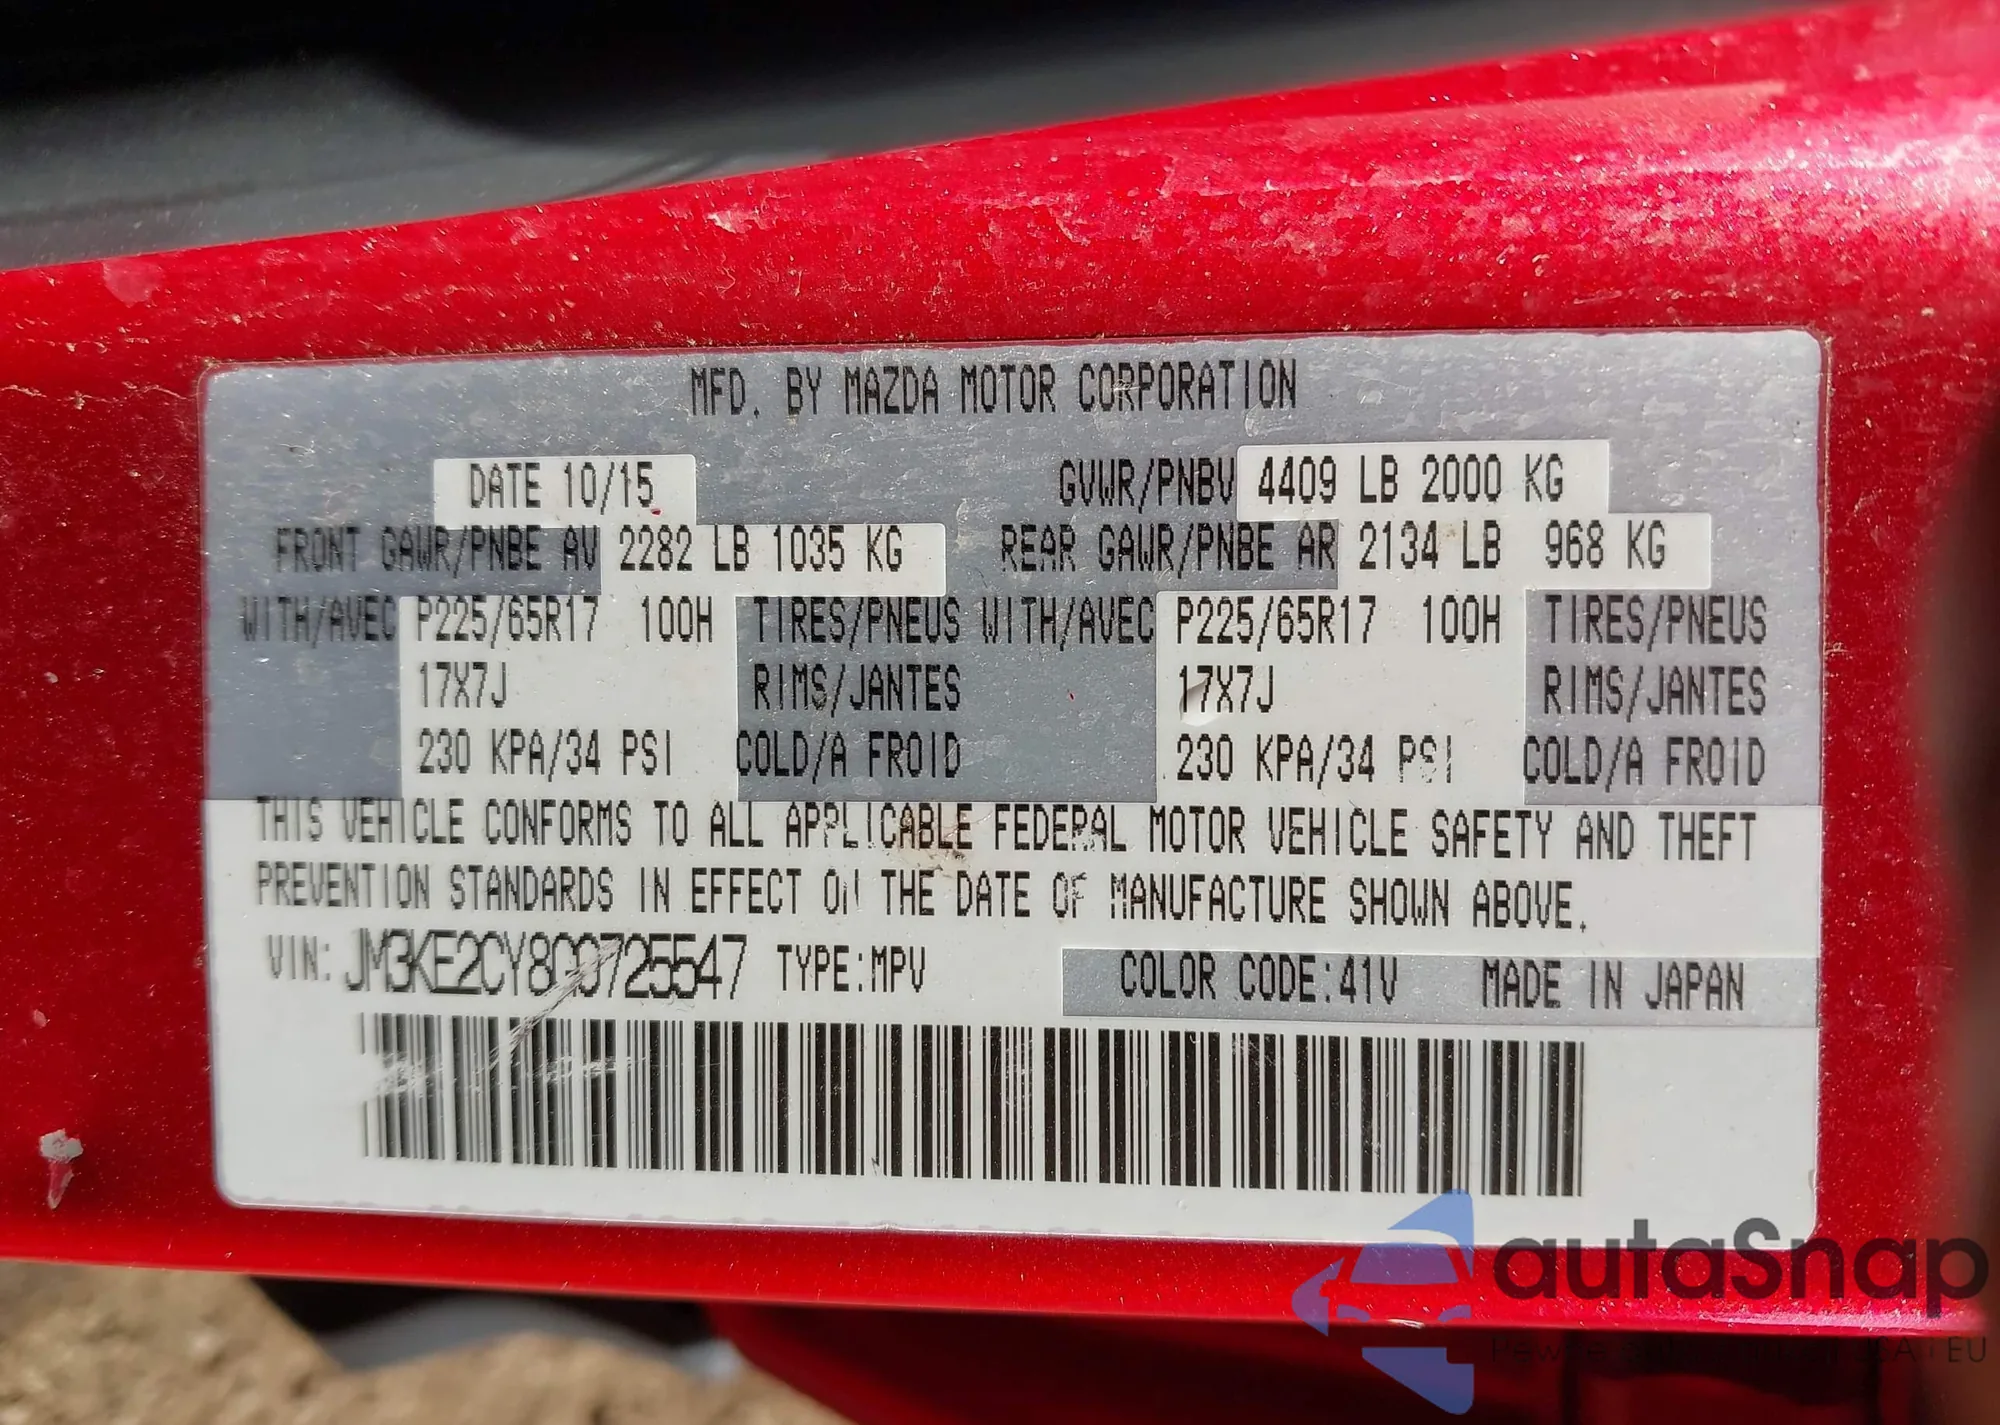 MFD. BY MAZDA MOTOR CORPORATION
DATE 10/15 GVWR/PNBV 4409 LB 2000 KG
FRONT GAWR/PNBE AV 2282 LB 1035 KG REAR GAWR/PNBE AR 2134 LB 968 KG
WITH/AVEC P225/65R17 100H TIRES/PNEUS WITH/AVEC P225/65R17 100H TIRES/PNEUS
17X7J RIMS/JANTES 17X7J RIMS/JANTES
230 KPA/34 PSI COLD/A FROID 230 KPA/34 PSI COLD/A FROID
THIS VEHICLE CONFORMS TO ALL APPLICABLE FEDERAL MOTOR VEHICLE SAFETY AND THEFT
PREVENTION STANDARDS IN EFFECT ON THE DATE OF MANUFACTURE SHOWN ABOVE.
VIN: JM3KE2CY8G0725547 TYPE:MPV COLOR CODE:41V MADE IN JAPAN
autaSnap
EU